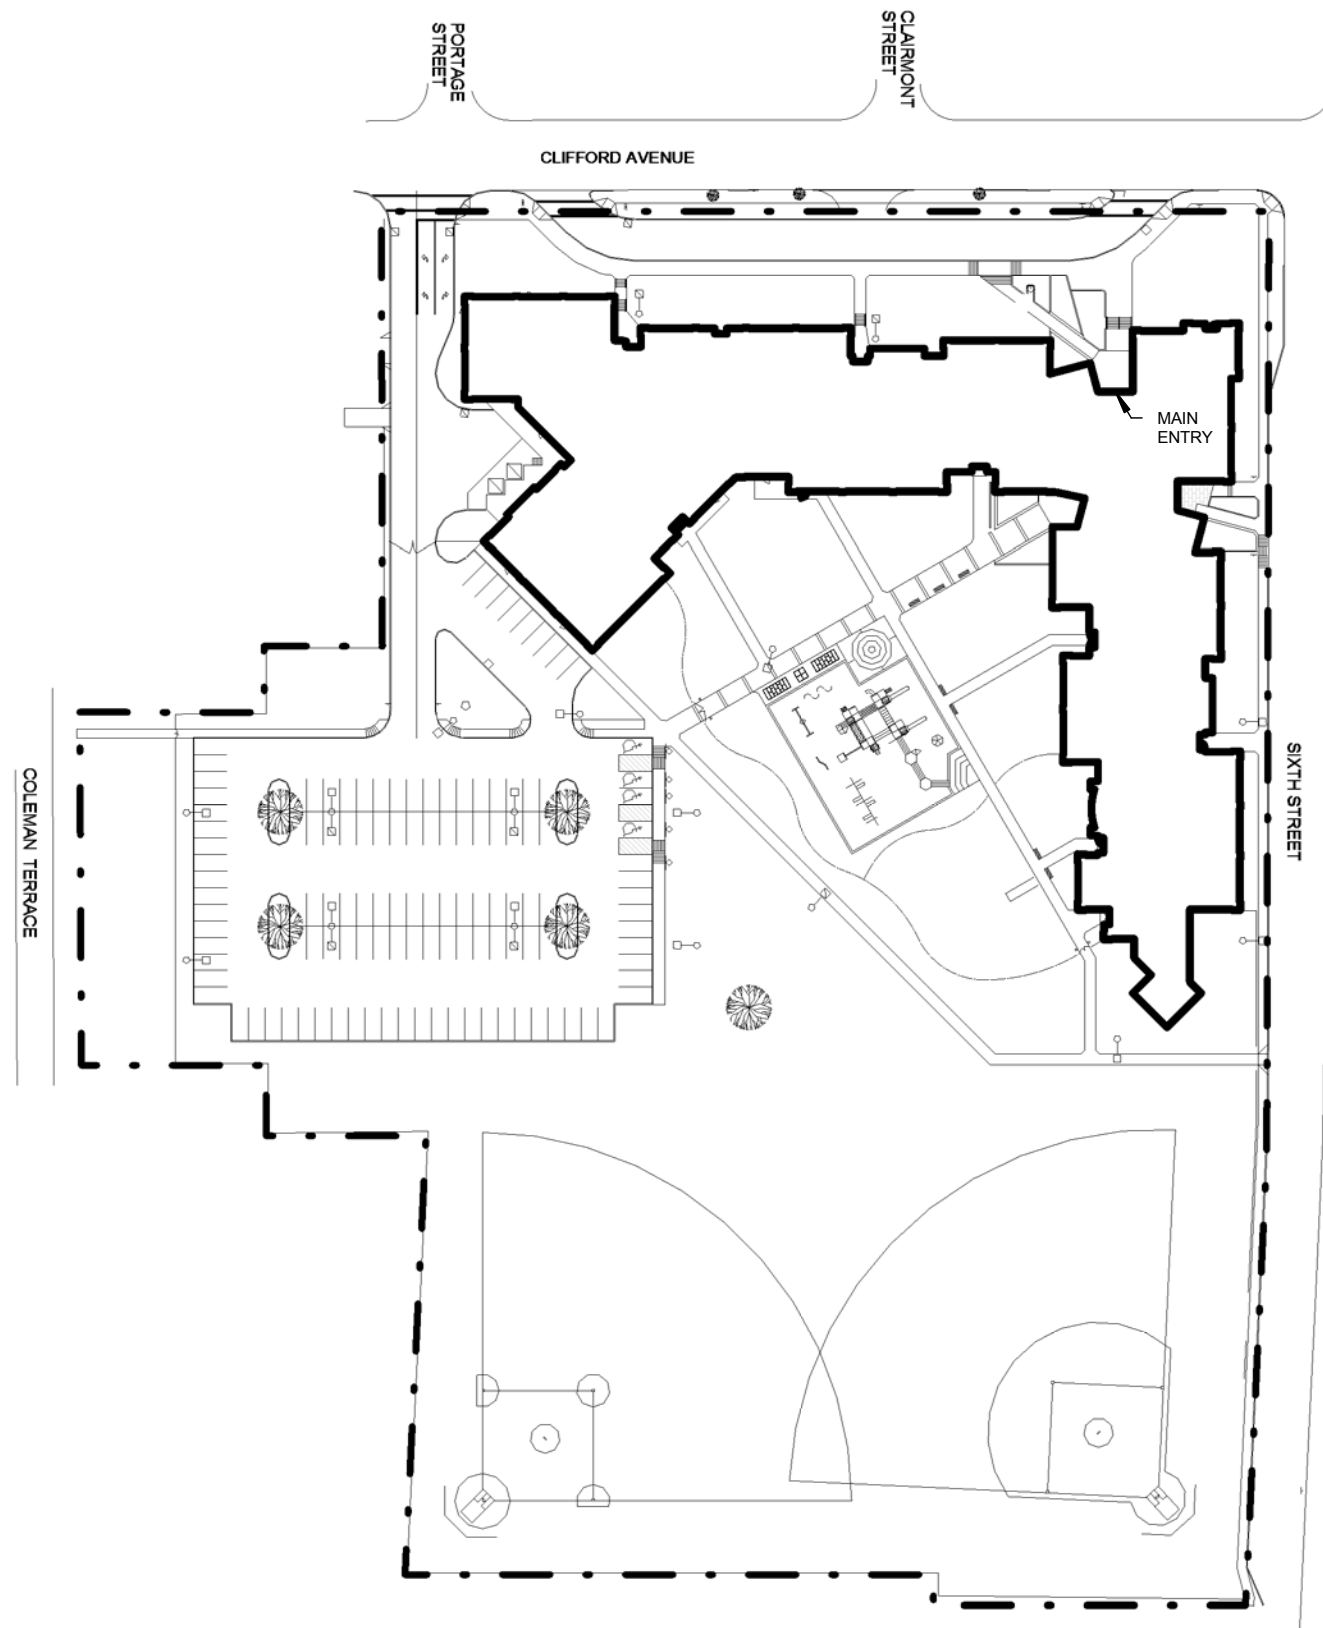 PORTAGE
STREET
CLAIRMONT
STREET
CLIFFORD AVENUE
MAIN
ENTRY
SIXTH STREET
COLEMAN TERRACE